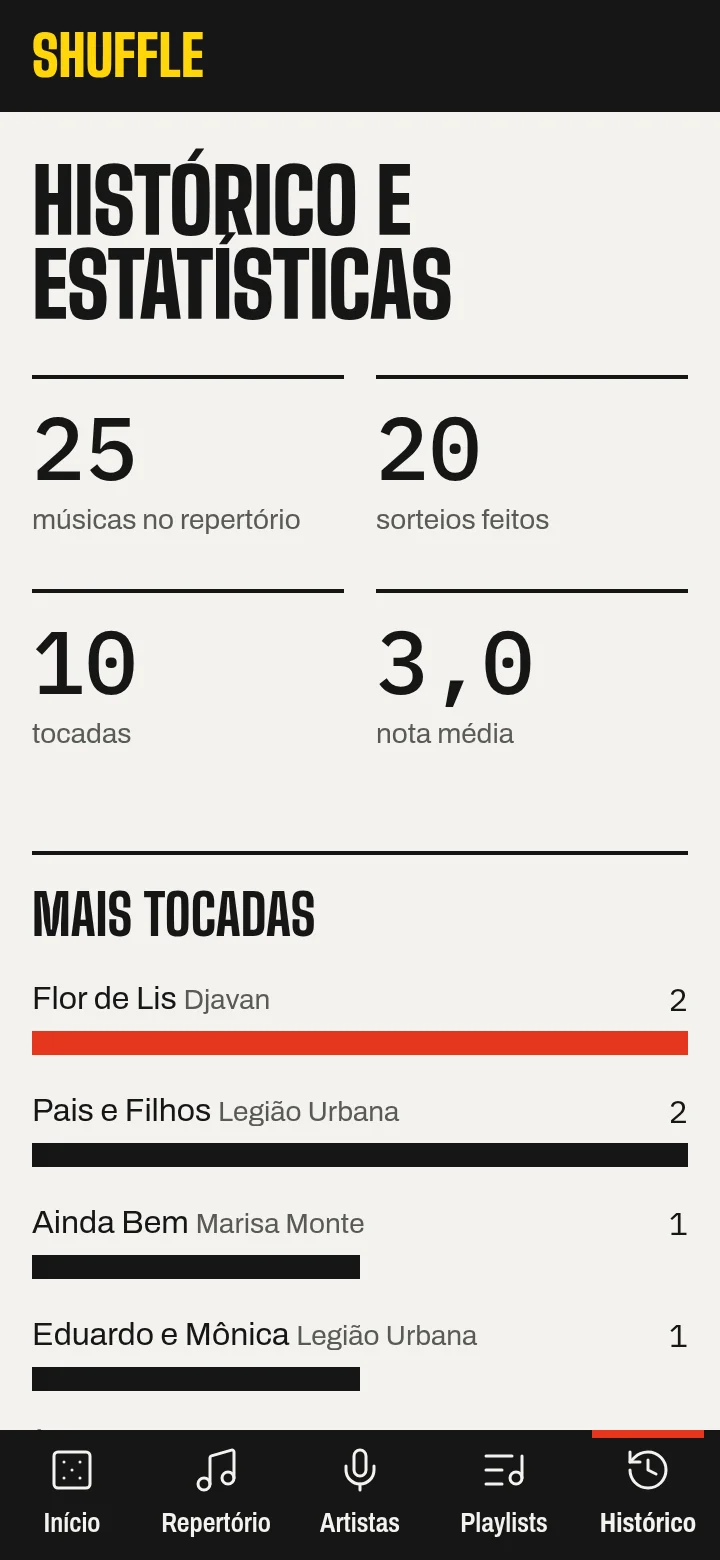 SHUFFLE
HISTÓRICO E
ESTATÍSTICAS
25
músicas no repertório
20
sorteios feitos
10
tocadas
3,0
nota média
MAIS TOCADAS
Flor de Lis Djavan 2
Pais e Filhos Legião Urbana 2
Ainda Bem Marisa Monte 1
Eduardo e Mônica Legião Urbana 1
Início
Repertório
Artistas
Playlists
Histórico